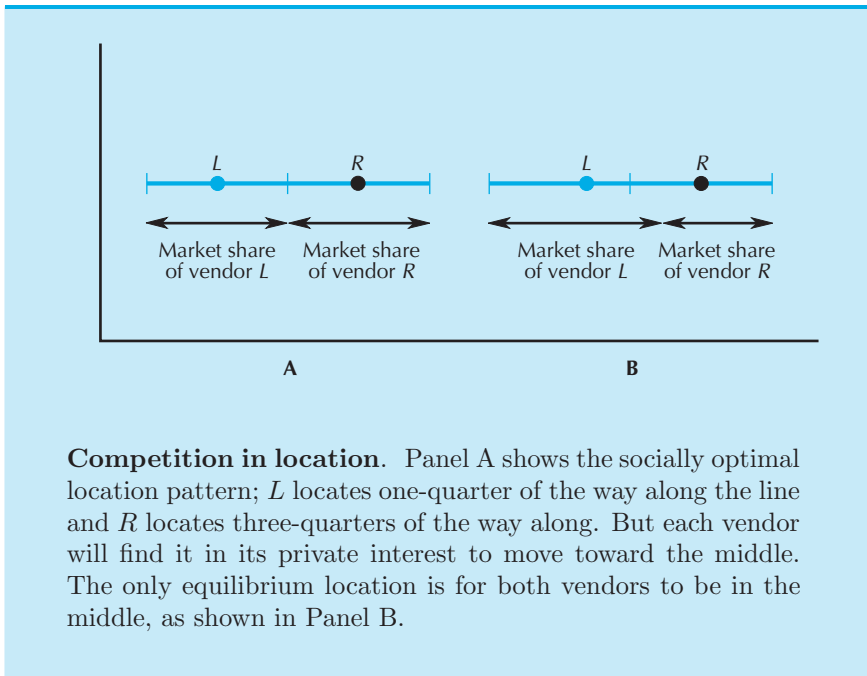 L R L R
Market share Market share Market share Market share
of vendor L of vendor R of vendor L of vendor R
A B
Competition in location. Panel A shows the socially optimal
location pattern; L locates one-quarter of the way along the line
and R locates three-quarters of the way along. But each vendor
will find it in its private interest to move toward the middle.
The only equilibrium location is for both vendors to be in the
middle, as shown in Panel B.